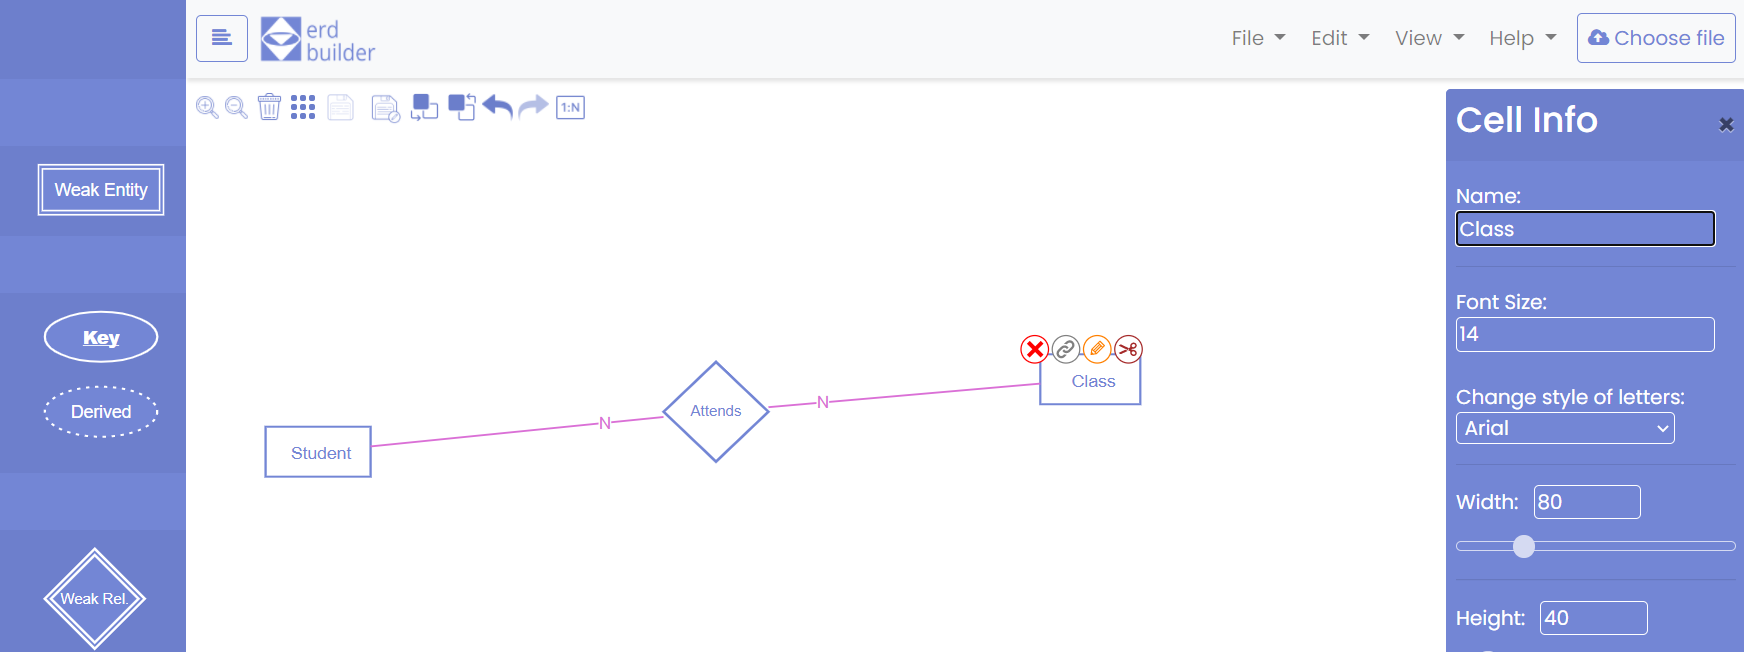 erd
builder
File
Edit
View
Help
Choose file
1:N
Weak Entity
Key
Derived
Weak Rel.
Student
N
Attends
N
Class
Cell Info
Name:
Class
Font Size:
14
Change style of letters:
Arial
Width: 80
Height: 40